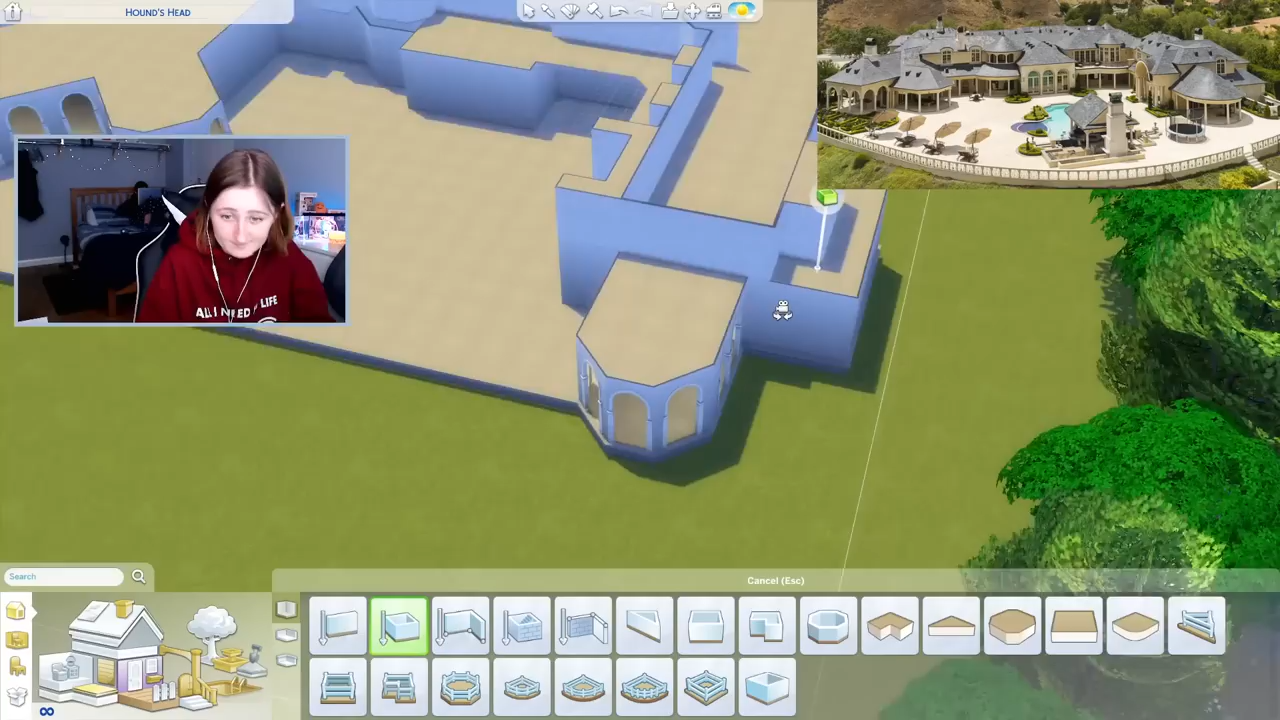 HOUND'S HEAD
ALL I NEED
LIFE
Cancel (Esc)
Search